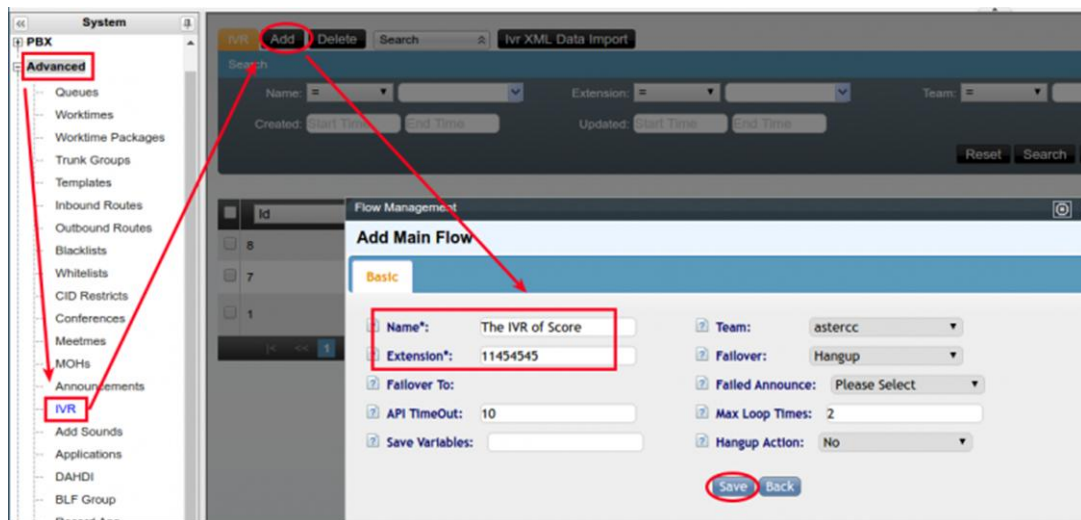 System
PBX
Advanced
Queues
Worktimes
Worktime Packages
Trunk Groups
Templates
Inbound Routes
Outbound Routes
Blacklists
Whitelists
CID Restricts
Conferences
Meetmes
MOHs
Announcements
IVR
Add Sounds
Applications
DAHDI
BLF Group
IVR Add Delete Search Ivr XML Data Import
Search
Name: = Extension: = Team: =
Created: Start Time End Time Updated: Start Time End Time
Reset Search
Id
8
7
1
|< << 1
Flow Management
Add Main Flow
Basic
Name*: The IVR of Score Team: astercc
Extension*: 11454545 Failover: Hangup
Failover To: Failed Announce: Please Select
API TimeOut: 10 Max Loop Times: 2
Save Variables: Hangup Action: No
Save Back